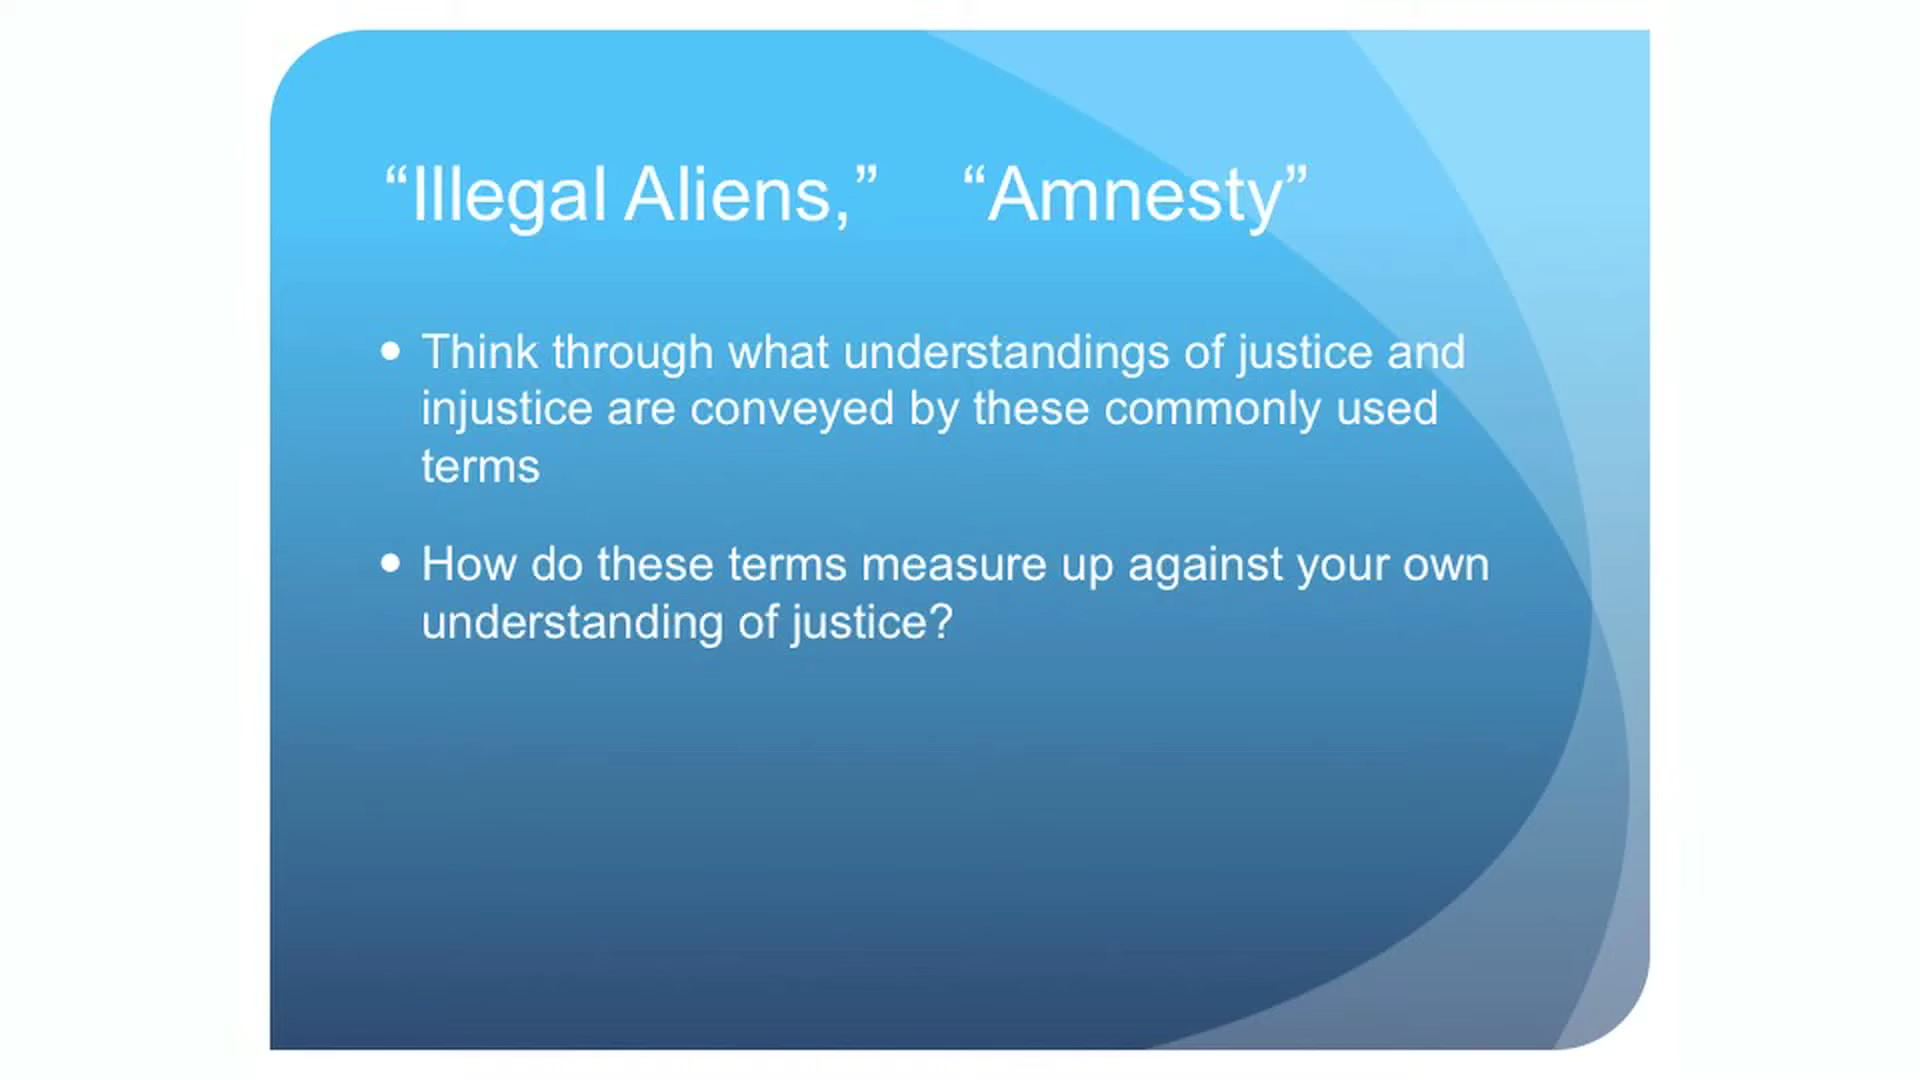 “Illegal Aliens,” “Amnesty”
• Think through what understandings of justice and
injustice are conveyed by these commonly used
terms
• How do these terms measure up against your own
understanding of justice?